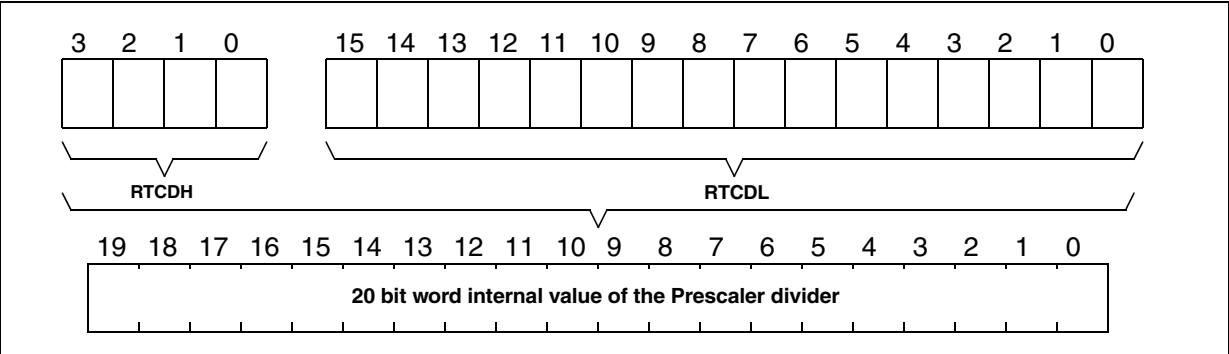 3 2 1 0 15 14 13 12 11 10 9 8 7 6 5 4 3 2 1 0
RTCDH RTCDL
19 18 17 16 15 14 13 12 11 10 9 8 7 6 5 4 3 2 1 0
20 bit word internal value of the Prescaler divider